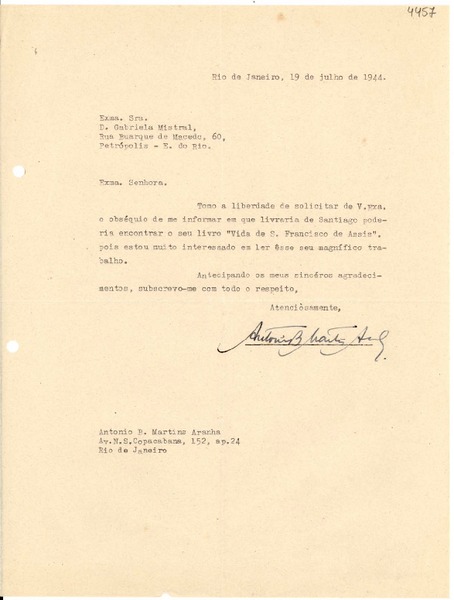 4457
Rio de Janeiro, 19 de julho de 1944.
Exma. Snu.
D. Gabriela Mistral,
Rua Buarque de Macedo, 60,
Petrópolis - E. do Rio.
Exma. Senhora.
Tomo a liberdade de solicitar de V.Exa.
o obséquio de me informar em que livraria de Santiago pode-
ria encontrar o seu livro "Vida de S. Francisco de Assis".
pois estou muito interessado em ler êsse seu magnífico tra-
balho.
Antecipando os meus sincéros agradeci-
mentos, subscrevo-me com todo o respeito,
Atenciòsamente,
Antonio B Martins
Antonio B. Martins Aranha
Av.N.S.Copacabana, 152, ap.24
Rio de Janeiro